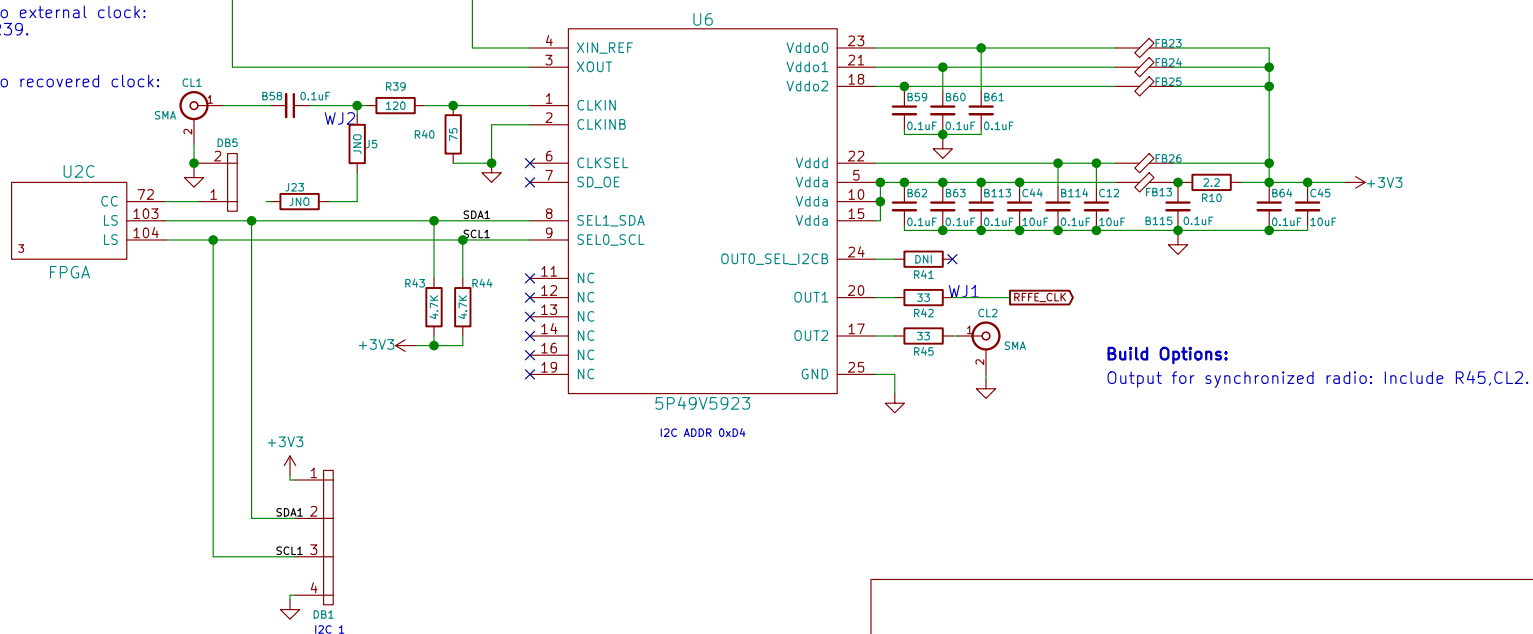 o external clock:
R39.
o recovered clock:
CL1
1
SMA
2
B58
0.1uF
WJ2
R39
120
JNO
J5
R40
75
DB5
2
1
J23
JNO
U2C
CC
72
LS
103
LS
104
3
FPGA
SDA1
SCL1
R43
4.7K
R44
4.7K
+3V3
+3V3
1
SDA1
2
SCL1
3
4
DB1
I2C 1
U6
4
XIN_REF
3
XOUT
1
CLKIN
2
CLKINB
6
CLKSEL
7
SD_OE
8
SEL1_SDA
9
SEL0_SCL
11
NC
12
NC
13
NC
14
NC
16
NC
19
NC
Vddo0
23
Vddo1
21
Vddo2
18
Vddd
22
Vdda
5
Vdda
10
Vdda
15
OUT0_SEL_I2CB
24
OUT1
20
OUT2
17
GND
25
5P49V5923
I2C ADDR 0xD4
FB23
FB24
FB25
B59
0.1uF
B60
0.1uF
B61
0.1uF
FB26
FB13
2.2
R10
+3V3
B62
0.1uF
B63
0.1uF
B113
0.1uF
C44
10uF
B114
0.1uF
C12
10uF
B115
0.1uF
B64
0.1uF
C45
10uF
DNI
R41
33
R42
WJ1
RFFE_CLK
33
R45
CL2
1
SMA
2
Build Options:
Output for synchronized radio: Include R45,CL2.